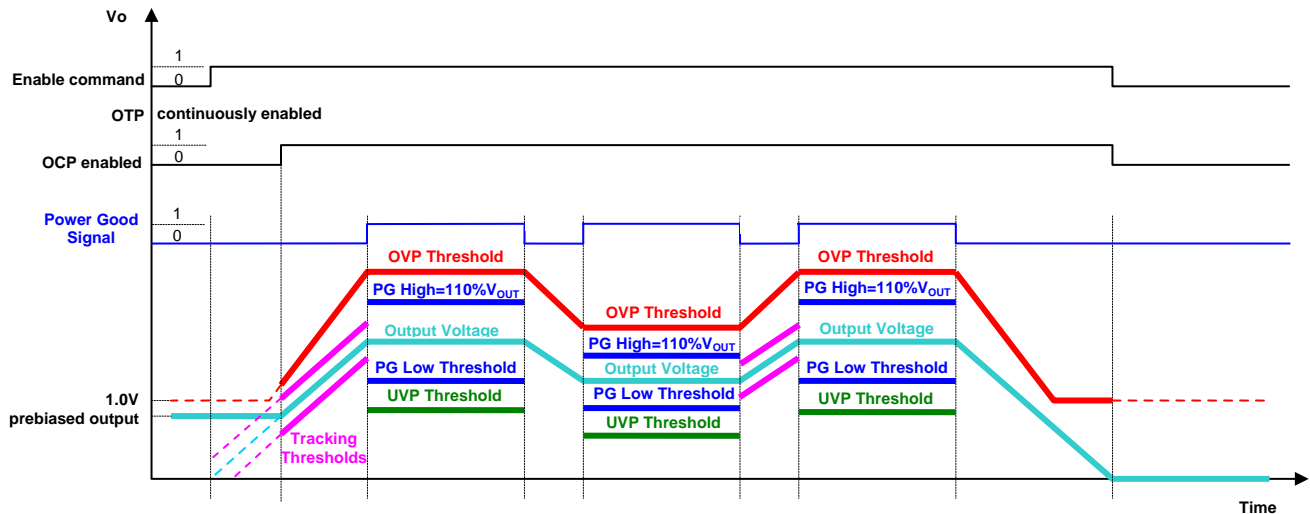 Vo
1
Enable command
0
OTP continuously enabled
1
OCP enabled
0
Power Good
Signal
1
0
OVP Threshold
PG High=110%VOUT
Output Voltage
PG Low Threshold
UVP Threshold
OVP Threshold
PG High=110%VOUT
Output Voltage
PG Low Threshold
UVP Threshold
OVP Threshold
PG High=110%VOUT
Output Voltage
PG Low Threshold
UVP Threshold
1.0V
prebiased output
Tracking
Thresholds
Time